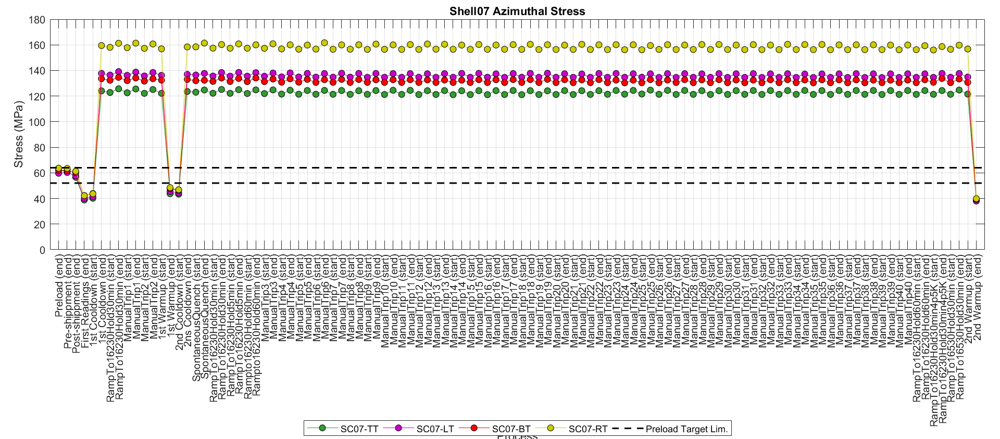 Shell07 Azimuthal Stress
180
160
140
120
100
80
60
40
20
0
Stress (MPa)
Preload (end)
Pre-shippment (end)
Post-shippment (end)
First Readings (end)
1st Cooldown (start)
1st Cooldown (end)
RampTo16230Hold30min (start)
RampTo16230Hold30min (end)
ManualTrip1 (start)
ManualTrip1 (end)
ManualTrip2 (start)
ManualTrip2 (end)
1st Warmup (start)
1st Warmup (end)
2nd Cooldown (start)
2ns Cooldown (end)
SpontaneousQuench (start)
SpontaneousQuench (end)
RampTo16230Hold30min (start)
RampTo16230Hold30min (end)
RampTo16230Hold5min (start)
RampTo16230Hold5min (end)
Rampto16230Hold60min (start)
Rampto16230Hold60min (end)
ManualTrip3 (start)
ManualTrip3 (end)
ManualTrip4 (start)
ManualTrip4 (end)
ManualTrip5 (start)
ManualTrip5 (end)
ManualTrip6 (start)
ManualTrip6 (end)
ManualTrip7 (start)
ManualTrip7 (end)
ManualTrip8 (start)
ManualTrip8 (end)
ManualTrip9 (start)
ManualTrip9 (end)
ManualTrip10 (start)
ManualTrip10 (end)
ManualTrip11 (start)
ManualTrip11 (end)
ManualTrip12 (start)
ManualTrip12 (end)
ManualTrip13 (start)
ManualTrip13 (end)
ManualTrip14 (start)
ManualTrip14 (end)
ManualTrip15 (start)
ManualTrip15 (end)
ManualTrip16 (start)
ManualTrip16 (end)
ManualTrip17 (start)
ManualTrip17 (end)
ManualTrip18 (start)
ManualTrip18 (end)
ManualTrip19 (start)
ManualTrip19 (end)
ManualTrip20 (start)
ManualTrip20 (end)
ManualTrip21 (start)
ManualTrip21 (end)
ManualTrip22 (start)
ManualTrip22 (end)
ManualTrip23 (start)
ManualTrip23 (end)
ManualTrip24 (start)
ManualTrip24 (end)
ManualTrip25 (start)
ManualTrip25 (end)
ManualTrip26 (start)
ManualTrip26 (end)
ManualTrip27 (start)
ManualTrip27 (end)
ManualTrip28 (start)
ManualTrip28 (end)
ManualTrip29 (start)
ManualTrip29 (end)
ManualTrip30 (start)
ManualTrip30 (end)
ManualTrip31 (start)
ManualTrip31 (end)
ManualTrip32 (start)
ManualTrip32 (end)
ManualTrip33 (start)
ManualTrip33 (end)
ManualTrip34 (start)
ManualTrip34 (end)
ManualTrip35 (start)
ManualTrip35 (end)
ManualTrip36 (start)
ManualTrip36 (end)
ManualTrip37 (start)
ManualTrip37 (end)
ManualTrip38 (start)
ManualTrip38 (end)
ManualTrip39 (start)
ManualTrip39 (end)
ManualTrip40 (start)
ManualTrip40 (end)
RampTo16230Hold60min (start)
RampTo16230Hold60min (end)
RampTo16230Hold30min4p5K (start)
RampTo16230Hold30min4p5K (end)
RampTo16530Hold30min (start)
RampTo16530Hold30min (end)
2nd Warmup (start)
2nd Warmup (end)
SC07-TT SC07-LT SC07-BT SC07-RT Preload Target Lim.
Process